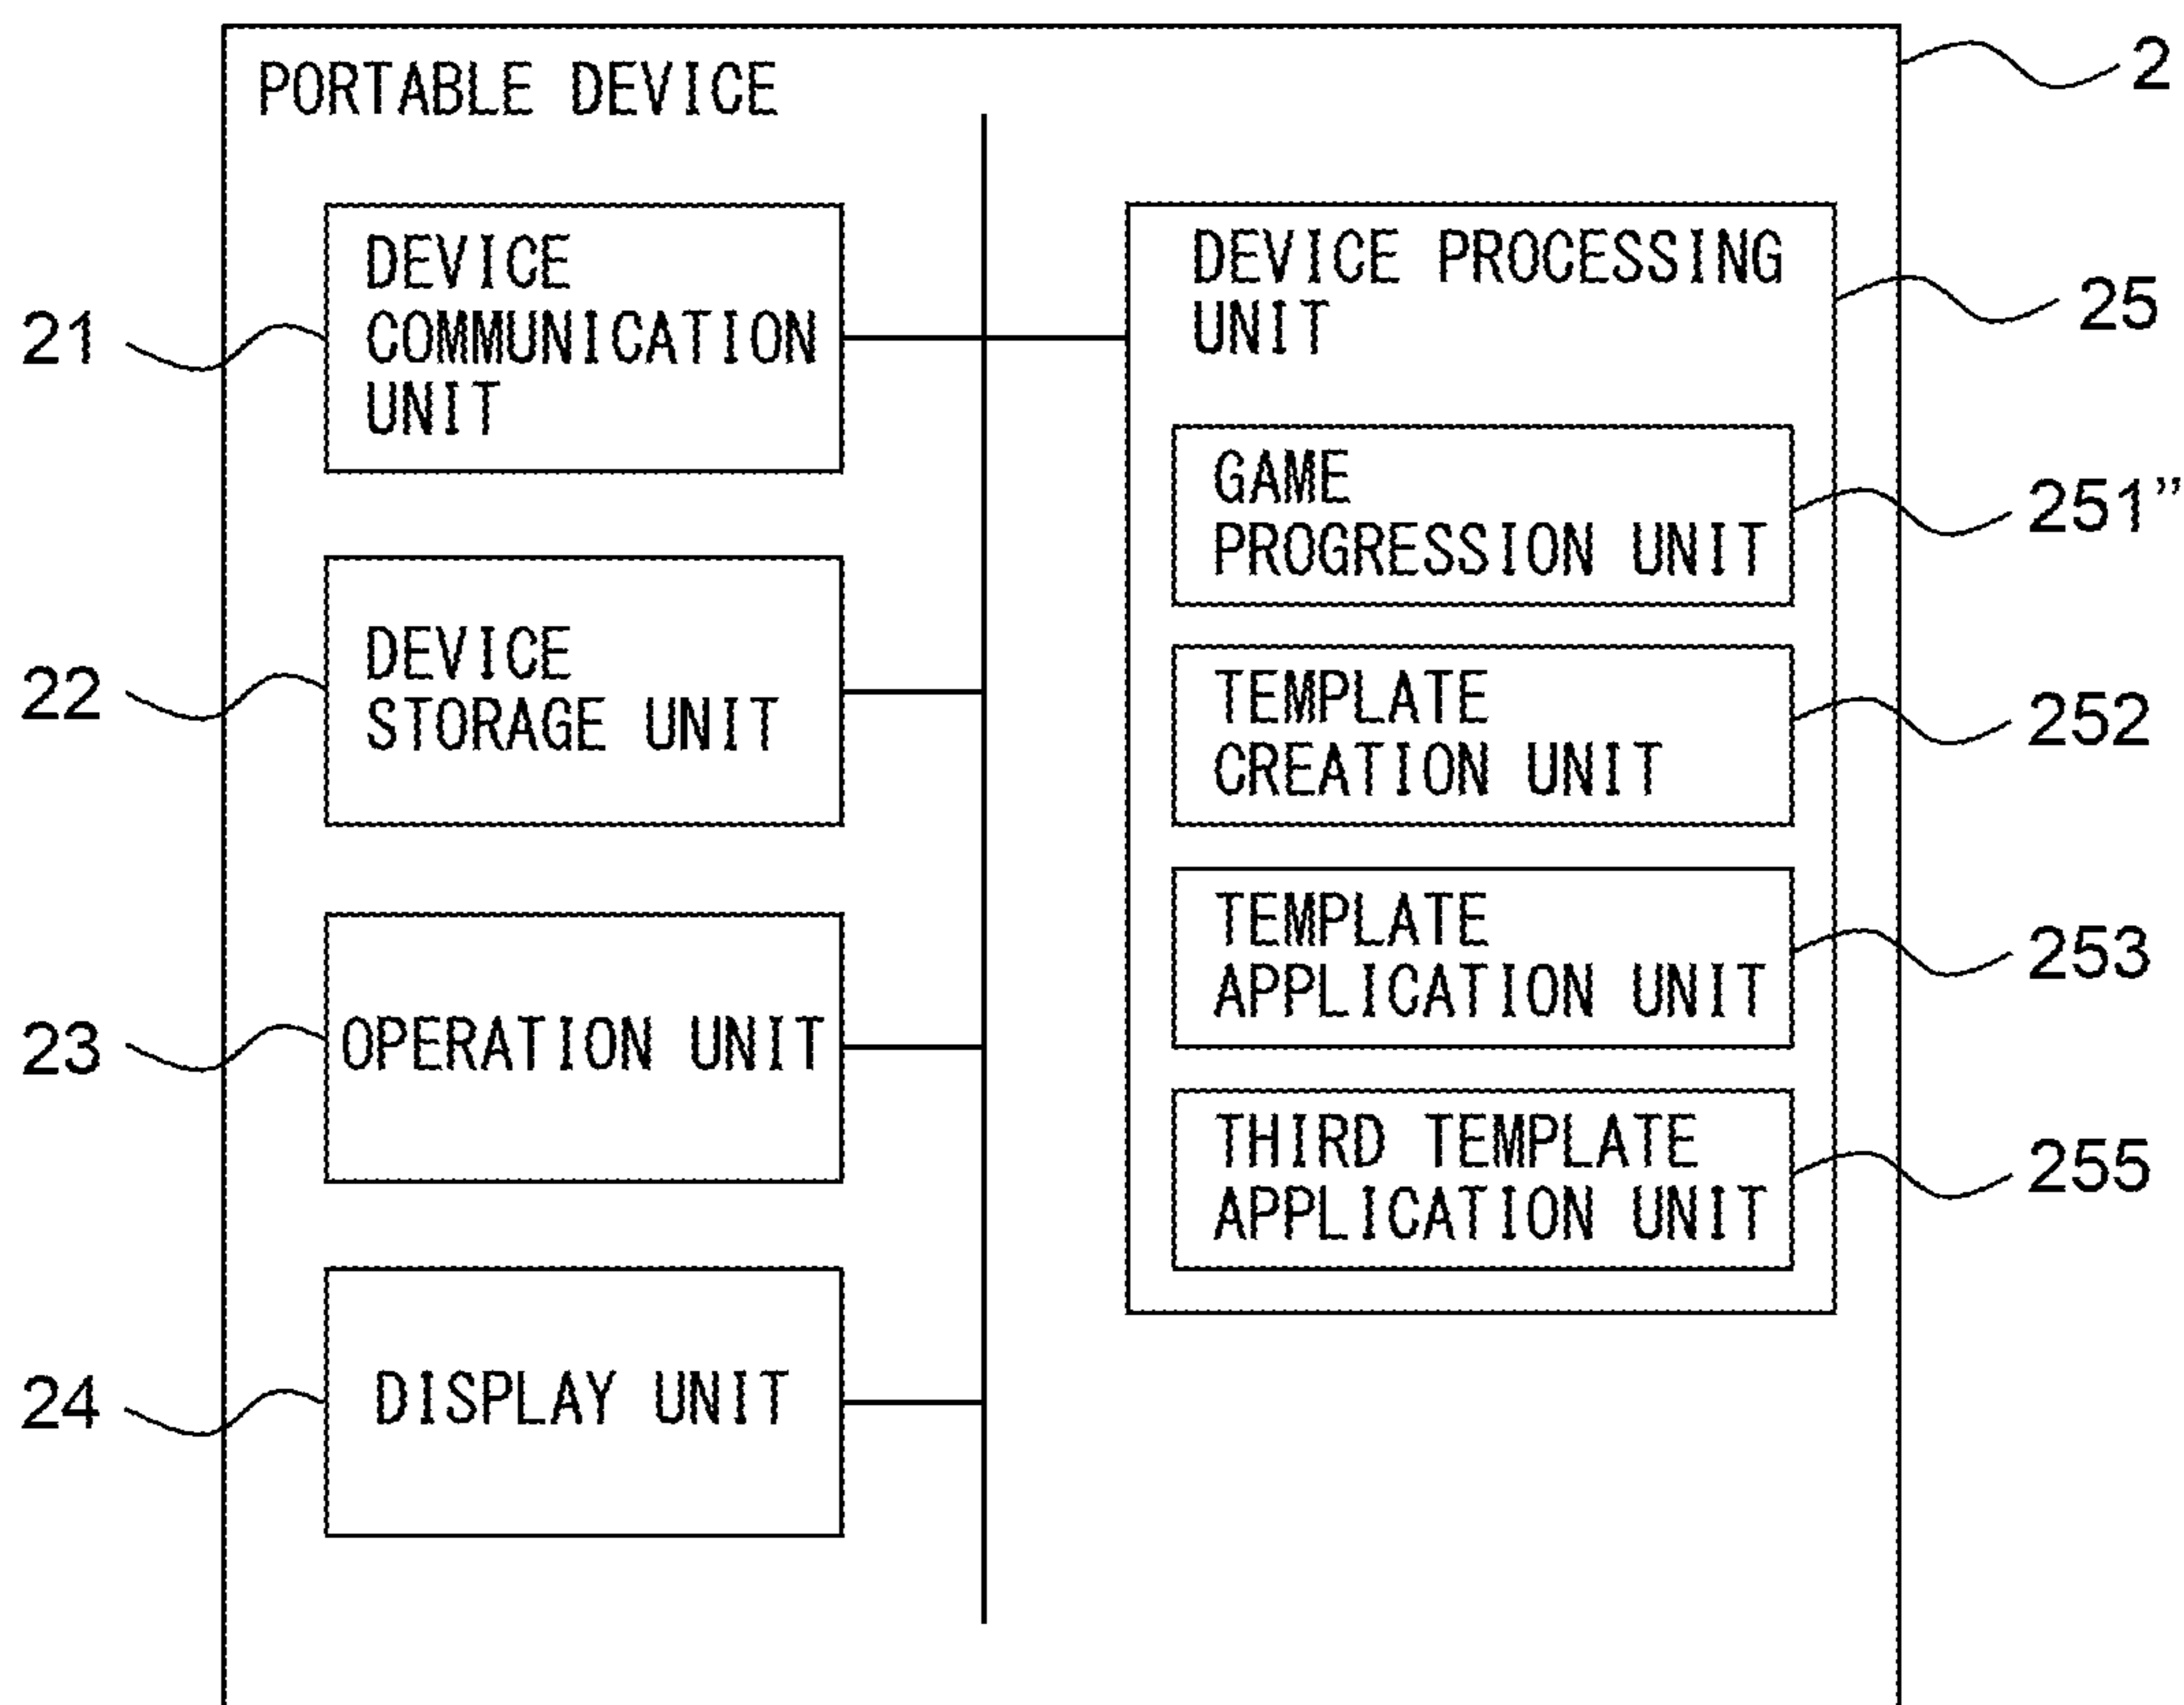 PORTABLE DEVICE
2
DEVICE
COMMUNICATION
UNIT
21
DEVICE
STORAGE UNIT
22
OPERATION UNIT
23
DISPLAY UNIT
24
DEVICE PROCESSING
UNIT
25
GAME
PROGRESSION UNIT
251”
TEMPLATE
CREATION UNIT
252
TEMPLATE
APPLICATION UNIT
253
THIRD TEMPLATE
APPLICATION UNIT
255